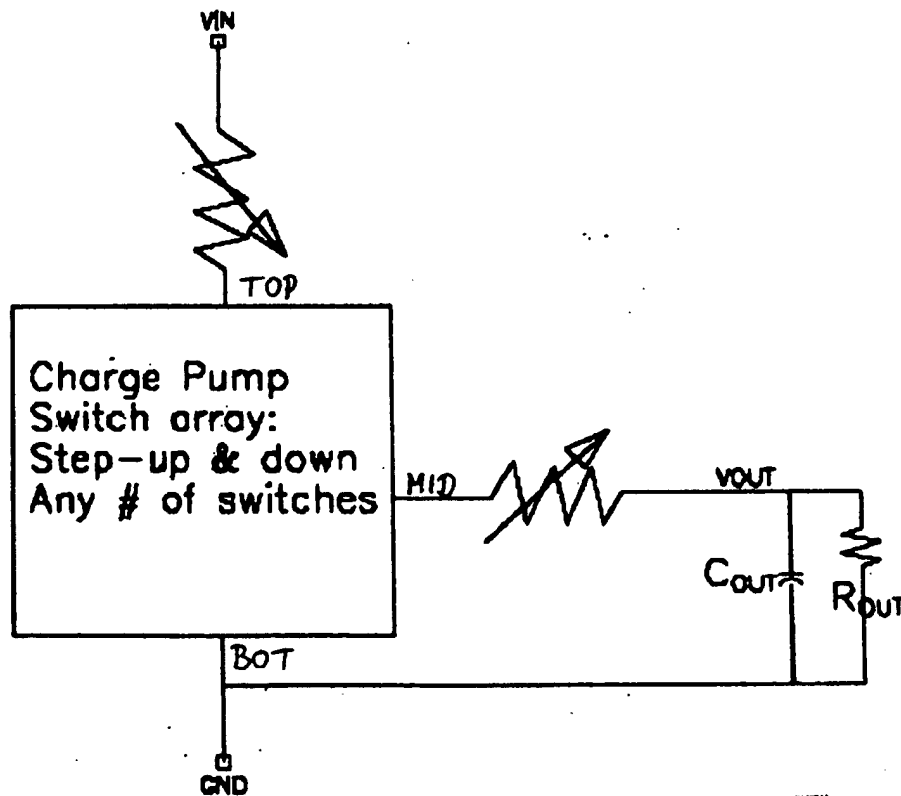 VIN
TOP
Charge Pump
Switch array:
Step-up & down
Any # of switches
MID
VOUT
COUT
ROUT
BOT
GND